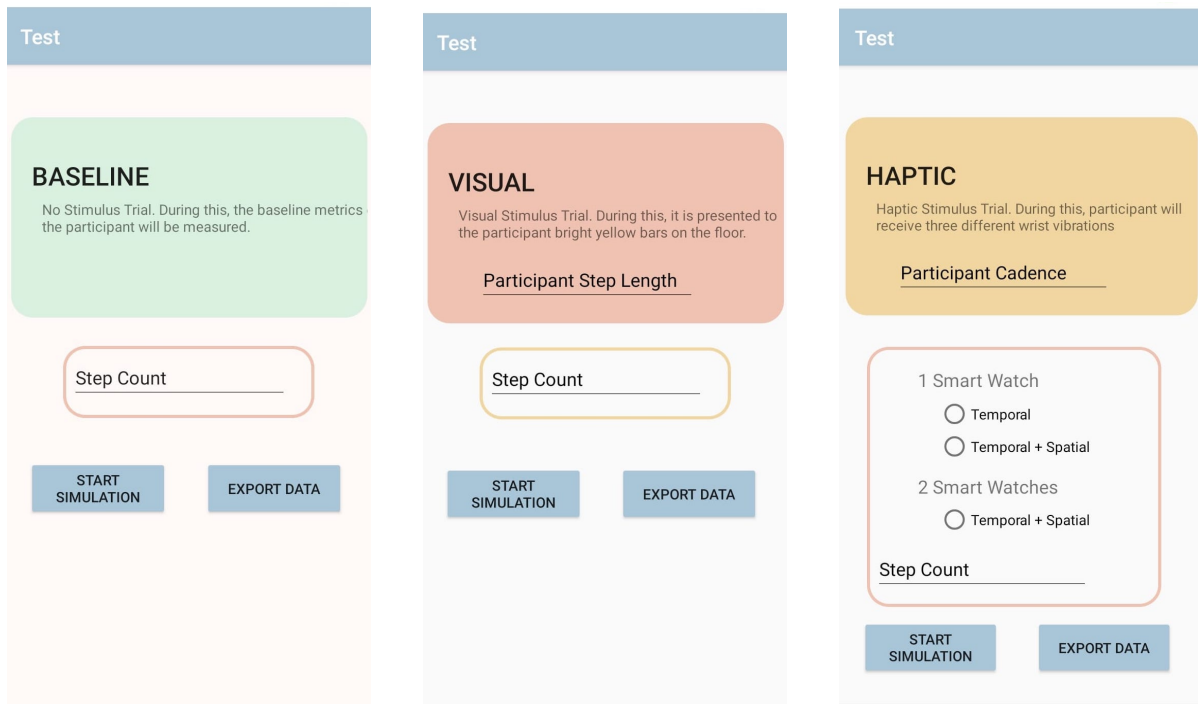 Test
BASELINE
No Stimulus Trial. During this, the baseline metrics
the participant will be measured.
Step Count
START
SIMULATION
EXPORT DATA
Test
VISUAL
Visual Stimulus Trial. During this, it is presented to
the participant bright yellow bars on the floor.
Participant Step Length
Step Count
START
SIMULATION
EXPORT DATA
Test
HAPTIC
Haptic Stimulus Trial. During this, participant will
receive three different wrist vibrations
Participant Cadence
1 Smart Watch
Temporal
Temporal + Spatial
2 Smart Watches
Temporal + Spatial
Step Count
START
SIMULATION
EXPORT DATA